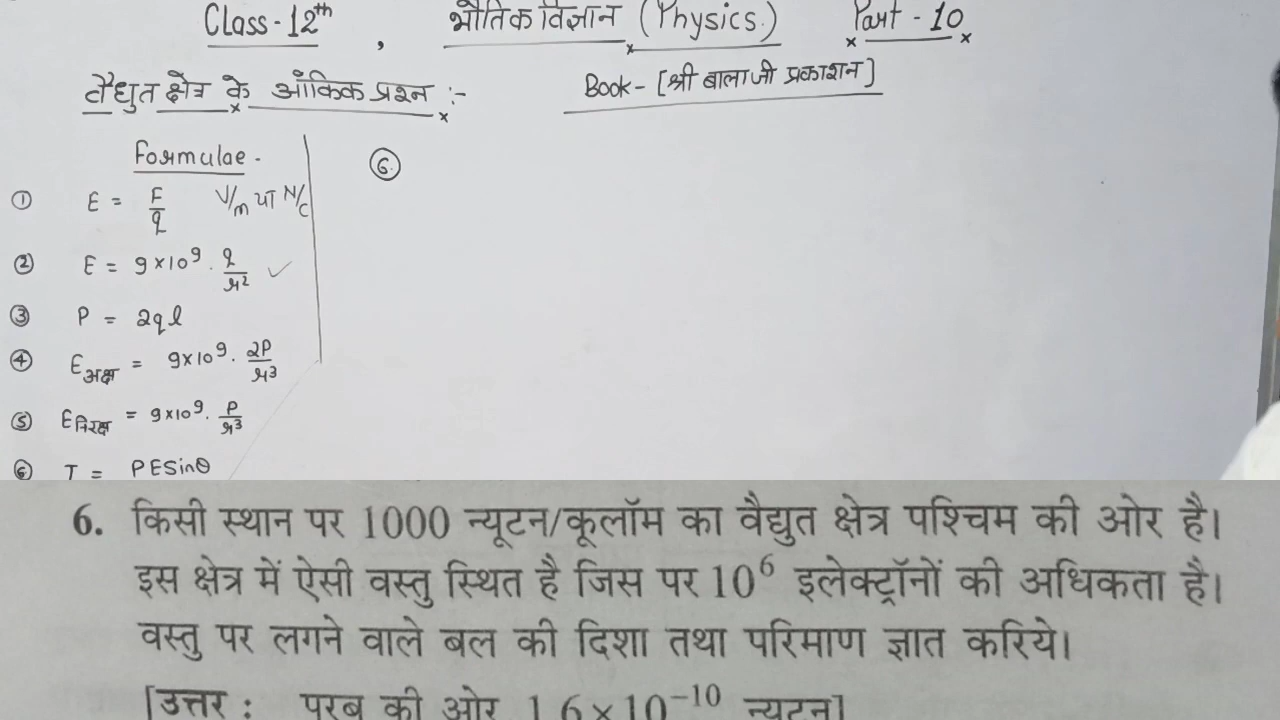 Class-12th , भौतिक विज्ञान (Physics.) Part - 10
वैद्युत क्षेत्र के आंकिक प्रश्न :- Book- [श्री बालाजी प्रकाशन]
Formulae -
① E = F/q V/m या N/C
② E = 9×10⁹ . q/r² ✓
③ P = 2ql
④ Eअक्ष = 9×10⁹ . 2P/r³
⑤ Eनिरक्ष = 9×10⁹ . P/r³
⑥ T = PESinθ
⑥.
6. किसी स्थान पर 1000 न्यूटन/कूलॉम का वैद्युत क्षेत्र पश्चिम की ओर है।
इस क्षेत्र में ऐसी वस्तु स्थित है जिस पर 10⁶ इलेक्ट्रॉनों की अधिकता है।
वस्तु पर लगने वाले बल की दिशा तथा परिमाण ज्ञात करिये।
[उत्तर : पूरब की ओर 1.6×10⁻¹⁰ न्यूटन]